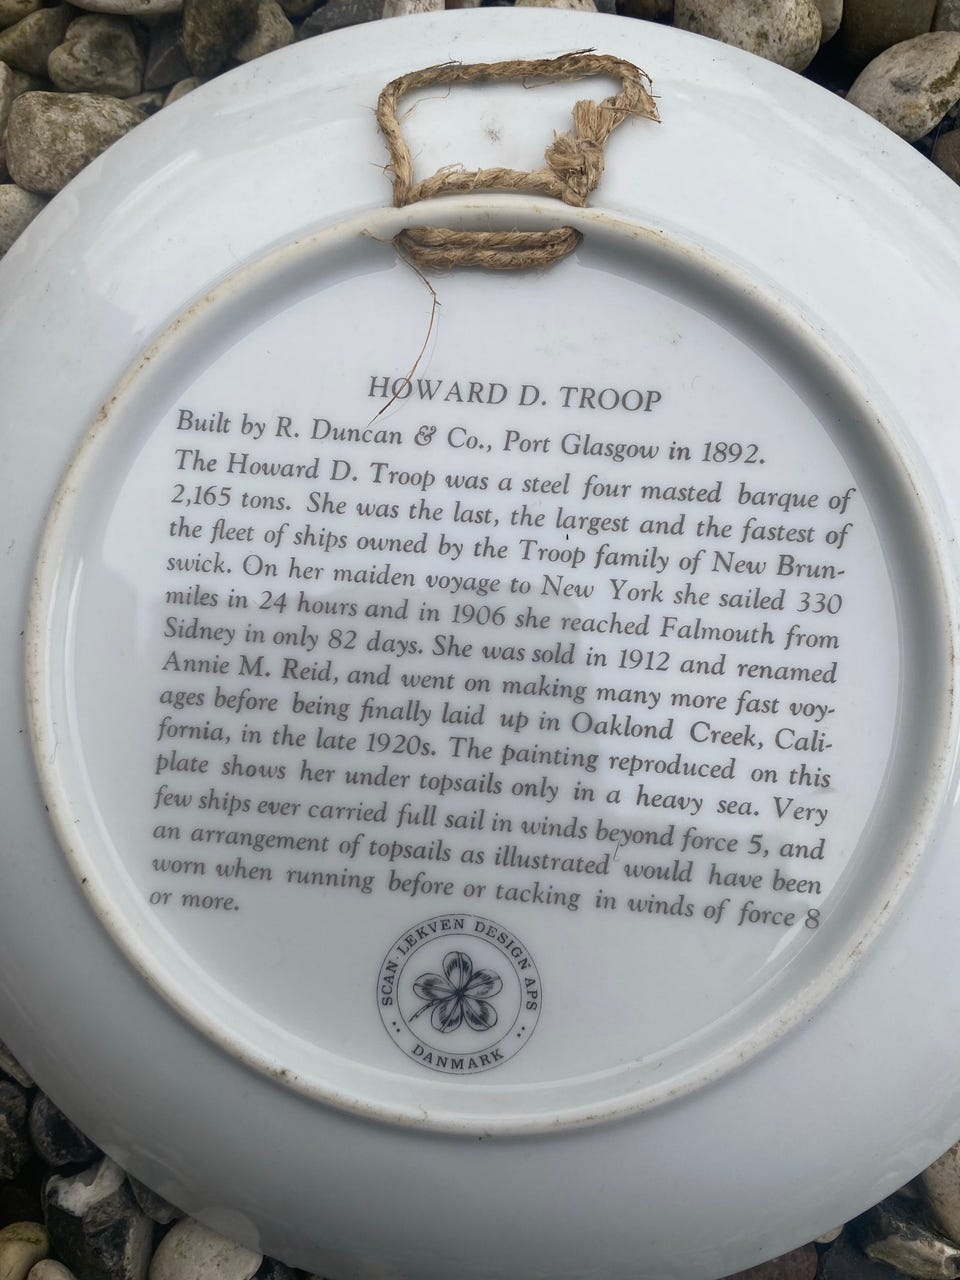 HOWARD D. TROOP
Built by R. Duncan & Co., Port Glasgow in 1892.
The Howard D. Troop was a steel four masted barque of
2,165 tons. She was the last, the largest and the fastest of
the fleet of ships owned by the Troop family of New Brun-
swick. On her maiden voyage to New York she sailed 330
miles in 24 hours and in 1906 she reached Falmouth from
Sidney in only 82 days. She was sold in 1912 and renamed
Annie M. Reid, and went on making many more fast voy-
ages before being finally laid up in Oaklond Creek, Cali-
fornia, in the late 1920s. The painting reproduced on this
plate shows her under topsails only in a heavy sea. Very
few ships ever carried full sail in winds beyond force 5, and
an arrangement of topsails as illustrated would have been
worn when running before or tacking in winds of force 8
or more.
SCAN·LEKVEN DESIGN APS
DANMARK